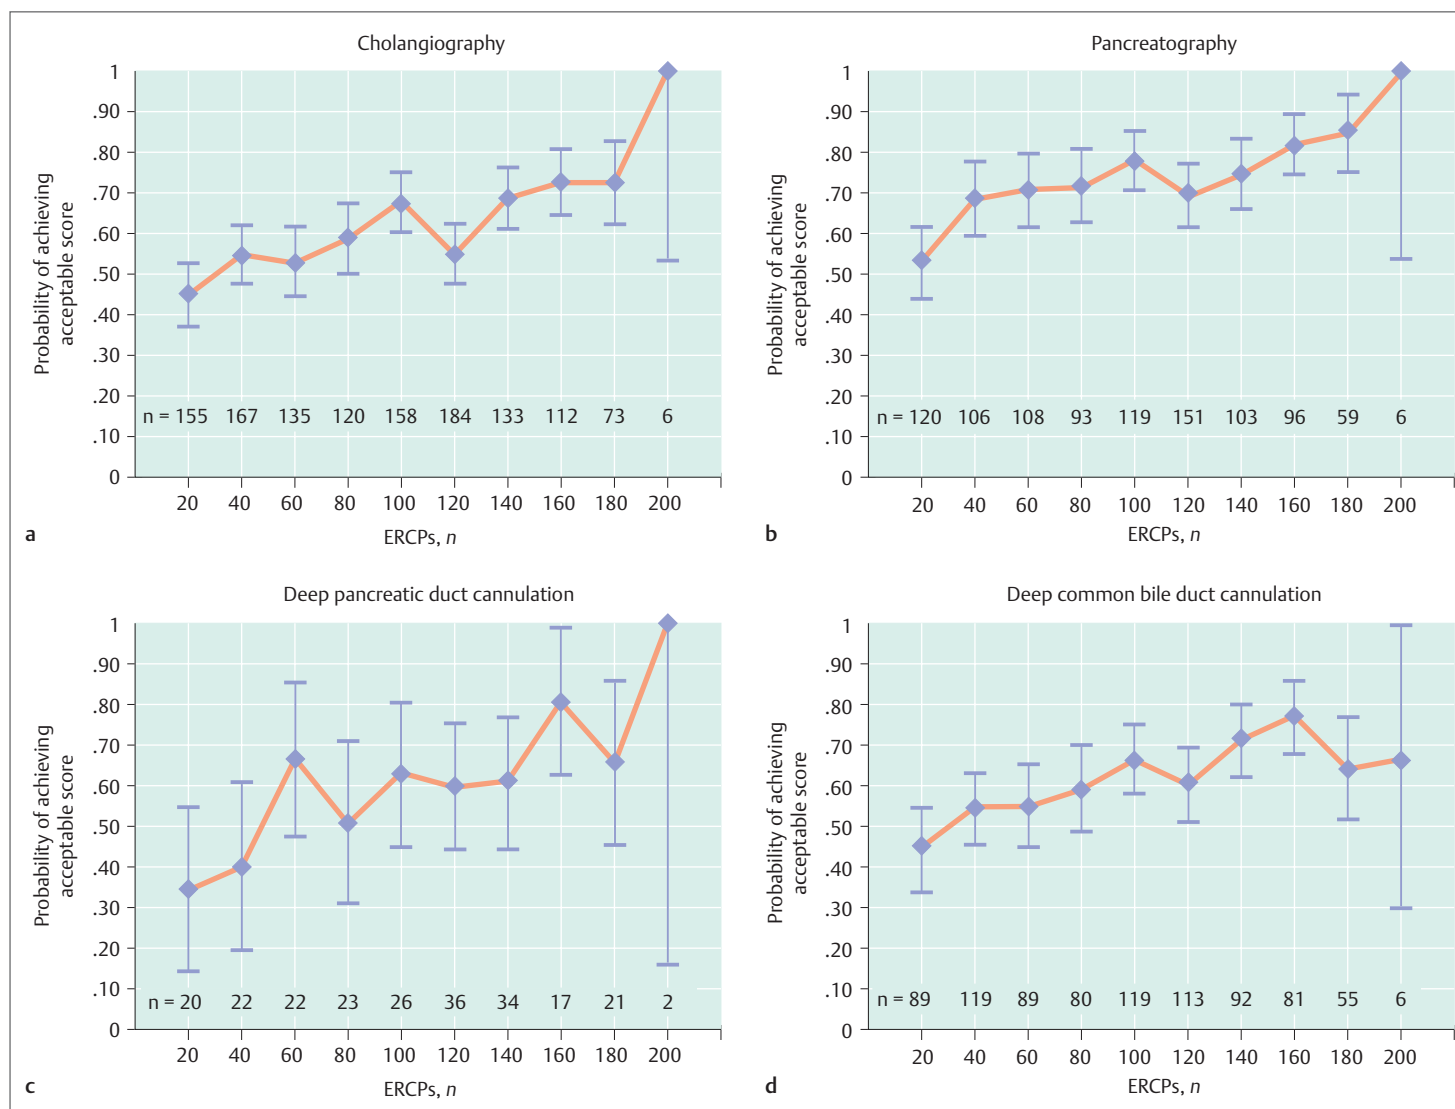 Cholangiography
Probability of achieving
acceptable score
1
.90
.80
.70
.60
.50
.40
.30
.20
.10
0
n = 155 167 135 120 158 184 133 112 73 6
20 40 60 80 100 120 140 160 180 200
ERCPs, n
a
Pancreatography
Probability of achieving
acceptable score
1
.90
.80
.70
.60
.50
.40
.30
.20
.10
0
n = 120 106 108 93 119 151 103 96 59 6
20 40 60 80 100 120 140 160 180 200
ERCPs, n
b
Deep pancreatic duct cannulation
Probability of achieving
acceptable score
1
.90
.80
.70
.60
.50
.40
.30
.20
.10
0
n = 20 22 22 23 26 36 34 17 21 2
20 40 60 80 100 120 140 160 180 200
ERCPs, n
c
Deep common bile duct cannulation
Probability of achieving
acceptable score
1
.90
.80
.70
.60
.50
.40
.30
.20
.10
0
n = 89 119 89 80 119 113 92 81 55 6
20 40 60 80 100 120 140 160 180 200
ERCPs, n
d